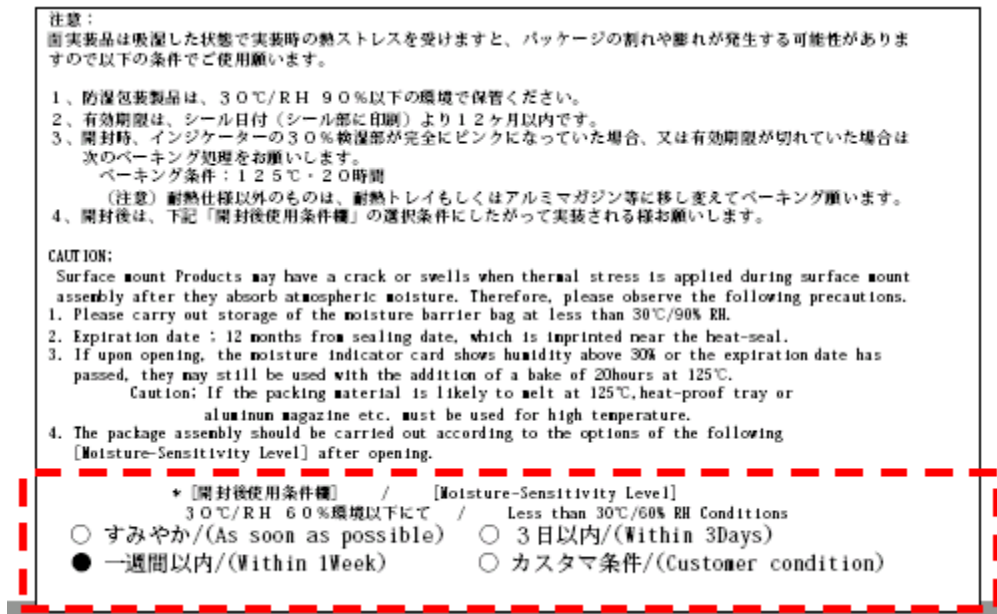 注意：
面実装品は吸湿した状態で実装時の熱ストレスを受けますと、パッケージの割れや膨れが発生する可能性がありま
すので以下の条件でご使用願います。
１、防湿包装製品は、３０℃/ＲＨ ９０％以下の環境で保管ください。
２、有効期限は、シール日付（シール部に印刷）より１２ヶ月以内です。
３、開封時、インジケーターの３０％検湿部が完全にピンクになっていた場合、又は有効期限が切れていた場合は
次のベーキング処理をお願いします。
ベーキング条件：１２５℃・２０時間
（注意）耐熱仕様以外のものは、耐熱トレイもしくはアルミマガジン等に移し変えてベーキング願います。
４、開封後は、下記「開封後使用条件欄」の選択条件にしたがって実装される様お願いします。
CAUTION;
Surface mount Products may have a crack or swells when thermal stress is applied during surface mount
assembly after they absorb atmospheric moisture. Therefore, please observe the following precautions.
1. Please carry out storage of the moisture barrier bag at less than 30℃/90% RH.
2. Expiration date ; 12 months from sealing date, which is imprinted near the heat-seal.
3. If upon opening, the moisture indicator card shows humidity above 30% or the expiration date has
passed, they may still be used with the addition of a bake of 20hours at 125℃.
Caution; If the packing material is likely to melt at 125℃,heat-proof tray or
aluminum magazine etc. must be used for high temperature.
4. The package assembly should be carried out according to the options of the following
[Moisture-Sensitivity Level] after opening.
* [開封後使用条件欄] / [Moisture-Sensitivity Level]
３０℃/ＲＨ ６０％環境以下にて / Less than 30℃/60% RH Conditions
○ すみやか/(As soon as possible) ○ ３日以内/(Within 3Days)
● 一週間以内/(Within 1Week) ○ カスタマ条件/(Customer condition)